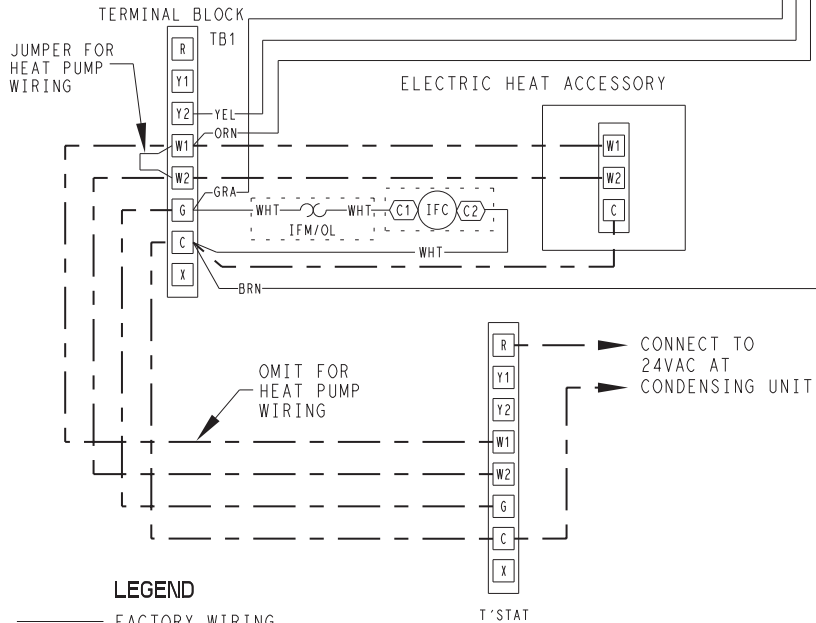 TERMINAL BLOCK
TB1
JUMPER FOR
HEAT PUMP
WIRING
R
Y1
Y2
W1
W2
G
C
X
YEL
ORN
GRA
WHT
WHT
IFM/OL
C1
IFC
C2
WHT
BRN
ELECTRIC HEAT ACCESSORY
W1
W2
C
OMIT FOR
HEAT PUMP
WIRING
R
Y1
Y2
W1
W2
G
C
X
T'STAT
CONNECT TO
24VAC AT
CONDENSING UNIT
LEGEND
FACTORY WIRING